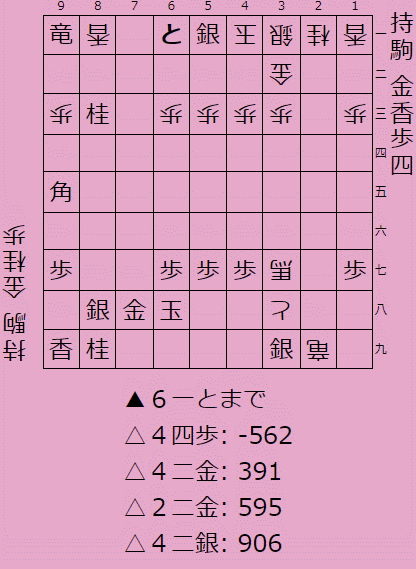 9 8 7 6 5 4 3 2 1
竜 香 と 銀 王 銀 桂 香 一
金 二
歩 桂 歩 歩 歩 歩 歩 三
四
角 五
六
歩 歩 歩 歩 馬 歩 七
銀 金 玉 と 八
香 桂 銀 竜 九
持駒 金香歩四
持駒 金桂歩
▲６一とまで
△４四歩: -562
△４二金: 391
△２二金: 595
△４二銀: 906